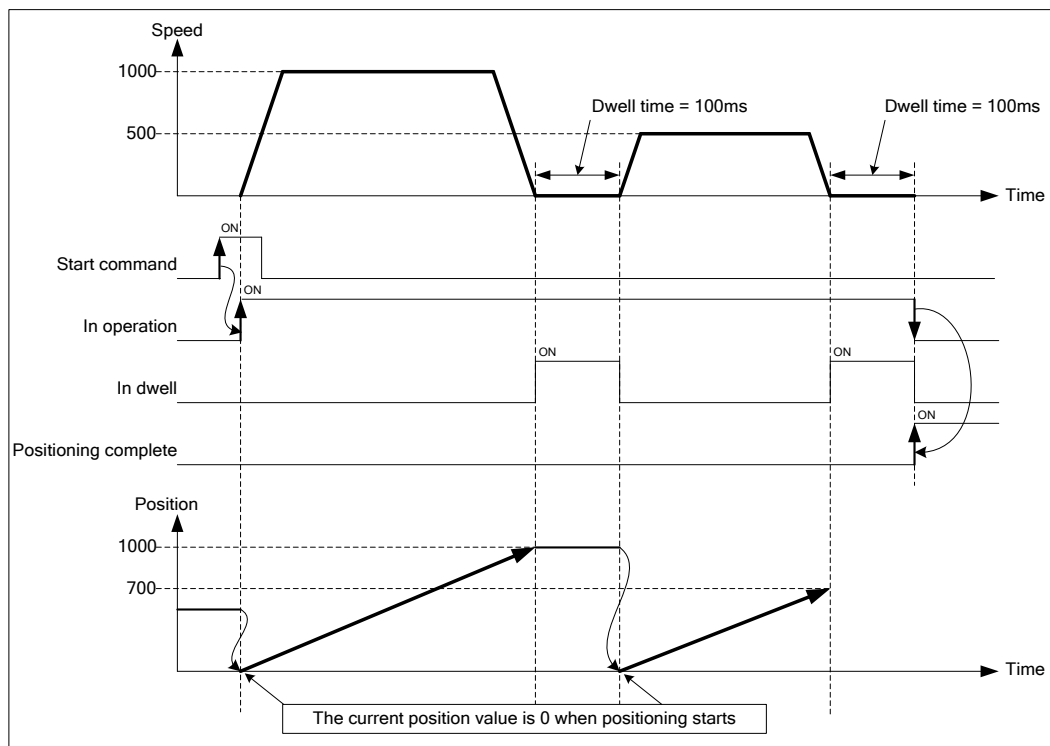 Speed
1000
Dwell time = 100ms
Dwell time = 100ms
500
Time
ON
Start command
ON
In operation
ON
ON
In dwell
ON
Positioning complete
Position
1000
700
Time
The current position value is 0 when positioning starts